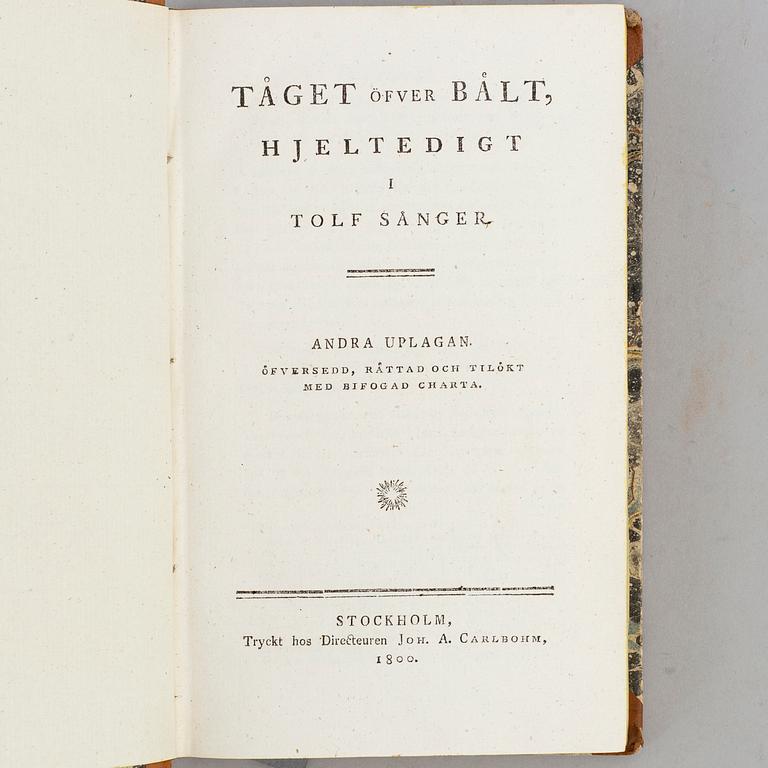 TÅGET ÖFVER BÅLT,
HJELTEDIGT
I
TOLF SÅNGER
ANDRA UPLAGAN.
ÖFVERSEDD, RÅTTAD OCH TILÖKT
MED BIFOGAD CHARTA.
STOCKHOLM,
Tryckt hos Directeuren JOH. A. CARLBOHM,
1800.